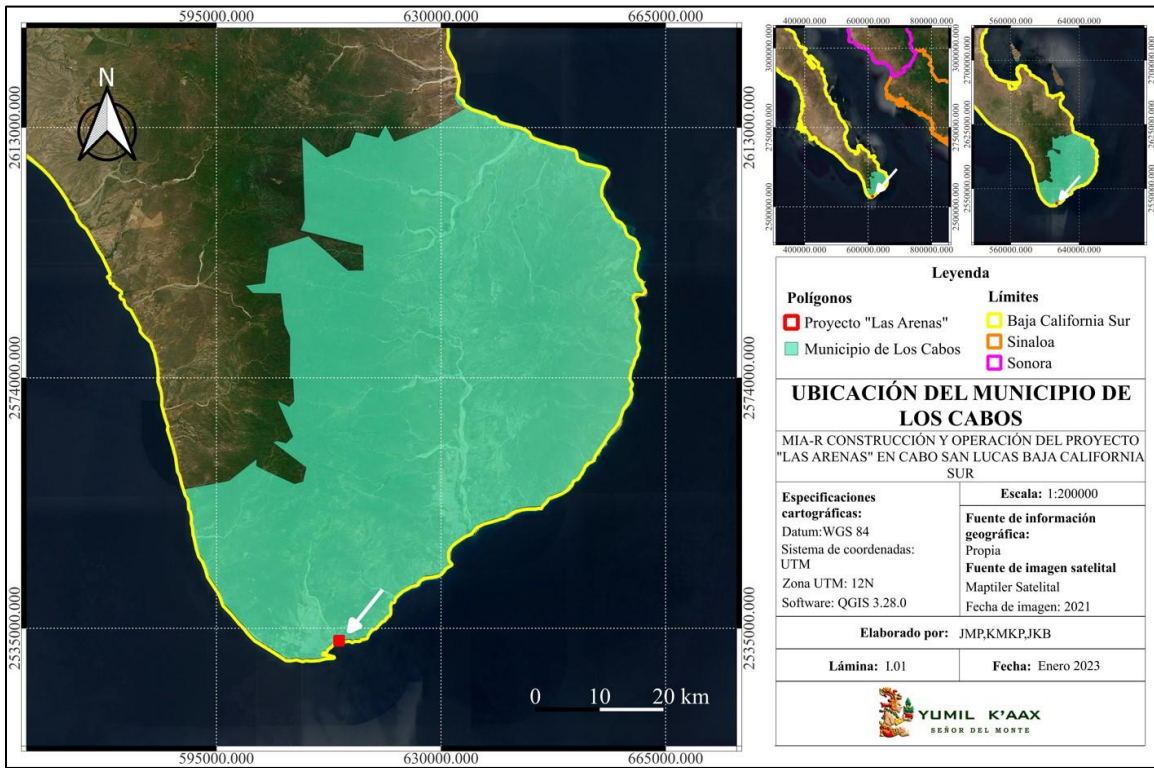 595000.000 630000.000 665000.000
N
2613000.000 2613000.000
2574000.000 2574000.000
2535000.000 2535000.000
0 10 20 km
595000.000 630000.000 665000.000
400000.000 600000.000 800000.000
3000000.000 3000000.000
2750000.000 2750000.000
2500000.000 2500000.000
400000.000 600000.000 800000.000
560000.000 640000.000
2700000.000 2700000.000
2625000.000 2625000.000
2550000.000 2550000.000
560000.000 640000.000
Leyenda
Polígonos
Proyecto "Las Arenas"
Municipio de Los Cabos
Límites
Baja California Sur
Sinaloa
Sonora
UBICACIÓN DEL MUNICIPIO DE
LOS CABOS
MIA-R CONSTRUCCIÓN Y OPERACIÓN DEL PROYECTO
"LAS ARENAS" EN CABO SAN LUCAS BAJA CALIFORNIA
SUR
Especificaciones
cartográficas:
Datum:WGS 84
Sistema de coordenadas:
UTM
Zona UTM: 12N
Software: QGIS 3.28.0
Escala: 1:200000
Fuente de información
geográfica:
Propia
Fuente de imagen satelital
Maptiler Satelital
Fecha de imagen: 2021
Elaborado por: JMP,KMKP,JKB
Lámina: I.01
Fecha: Enero 2023
YUMIL K'AAX
SEÑOR DEL MONTE